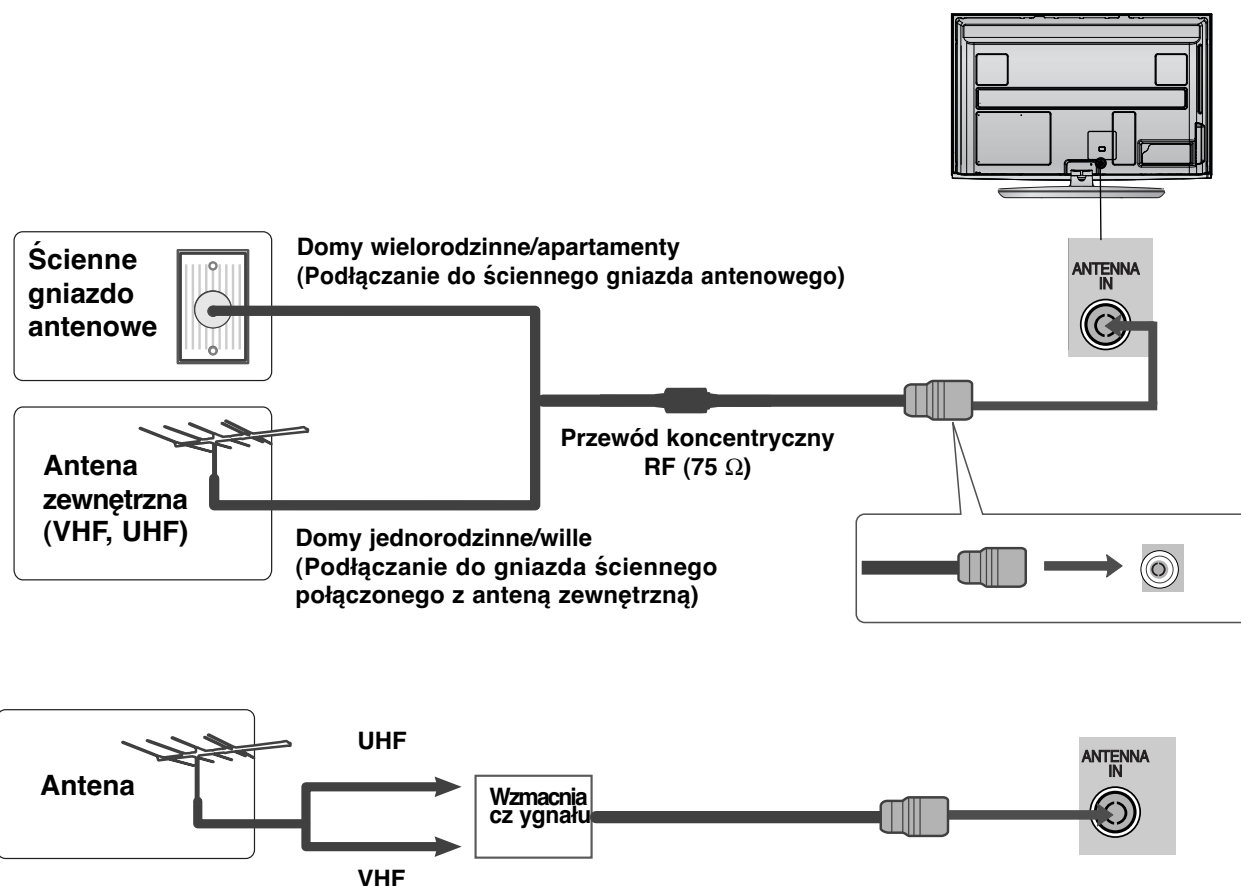 ANTENNA
IN
Ścienne
gniazdo
antenowe
Domy wielorodzinne/apartamenty
(Podłączanie do ściennego gniazda antenowego)
Antena
zewnętrzna
(VHF, UHF)
Przewód koncentryczny
RF (75 Ω)
Domy jednorodzinne/wille
(Podłączanie do gniazda ściennego
połączonego z anteną zewnętrzną)
Antena
UHF
VHF
Wzmacnia
cz ygnału
ANTENNA
IN